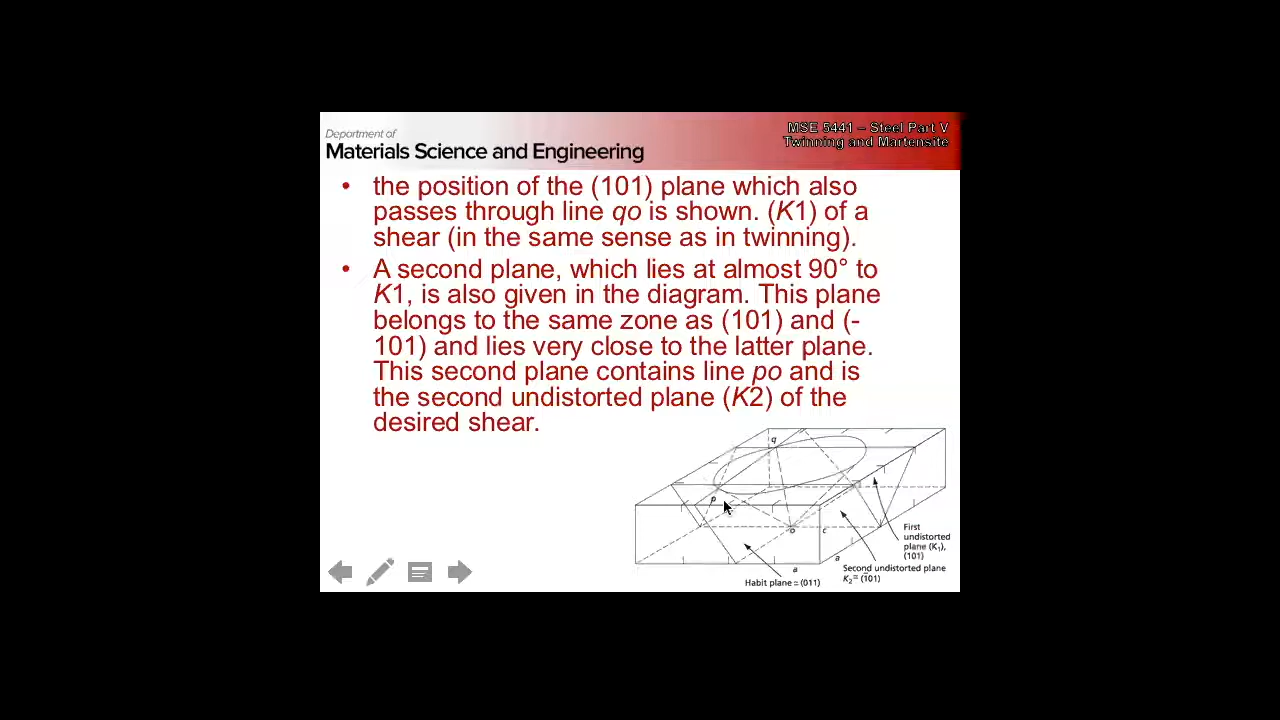 Department of
Materials Science and Engineering
MSE 5441 – Steel Part V
Twinning and Martensite
• the position of the (101) plane which also
passes through line qo is shown. (K1) of a
shear (in the same sense as in twinning).
• A second plane, which lies at almost 90° to
K1, is also given in the diagram. This plane
belongs to the same zone as (101) and (-
101) and lies very close to the latter plane.
This second plane contains line po and is
the second undistorted plane (K2) of the
desired shear.
q
p
o
c
a
a
First
undistorted
plane (K₁),
(101)
Second undistorted plane
K₂ ≅ (1̄01)
Habit plane = (011)